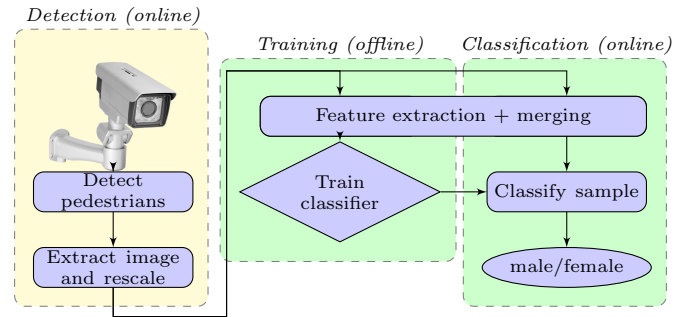 Detection (online)
Training (offline)
Classification (online)
Feature extraction + merging
Detect
pedestrians
Train
classifier
Classify sample
Extract image
and rescale
male/female